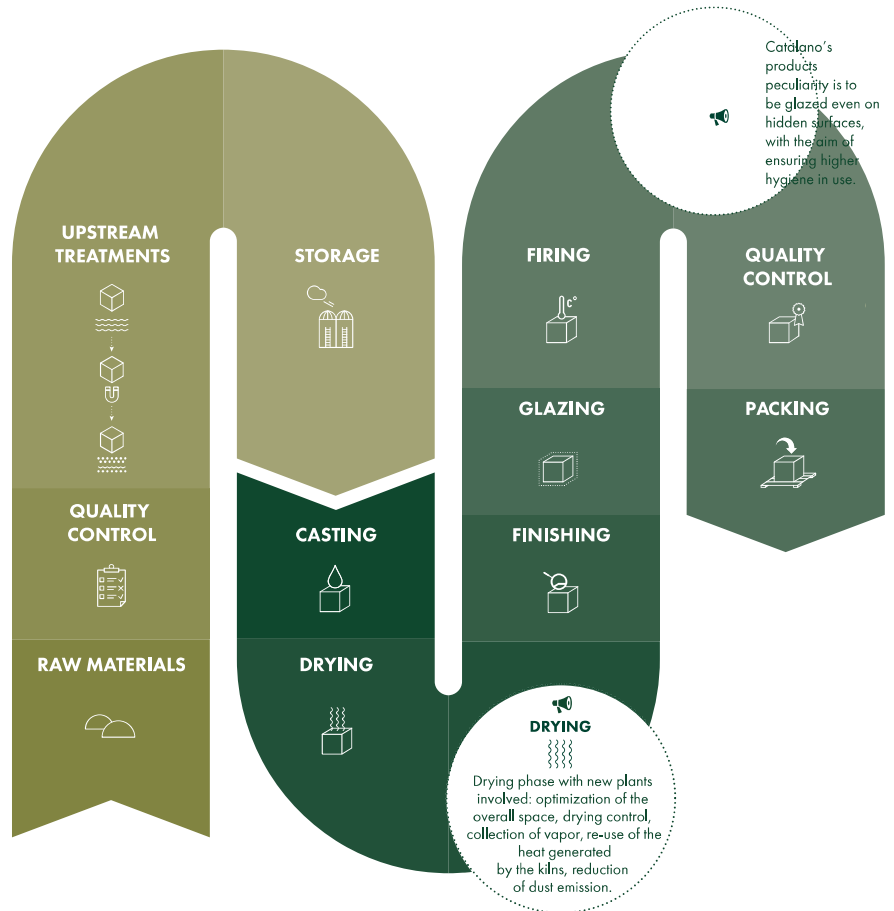 UPSTREAM
TREATMENTS
QUALITY
CONTROL
RAW MATERIALS
STORAGE
CASTING
DRYING
FIRING
C°
GLAZING
FINISHING
DRYING
Drying phase with new plants
involved: optimization of the
overall space, drying control,
collection of vapor, re-use of the
heat generated
by the kilns, reduction
of dust emission.
Catalano’s
products
peculiarity is to
be glazed even on
hidden surfaces,
with the aim of
ensuring higher
hygiene in use.
QUALITY
CONTROL
PACKING